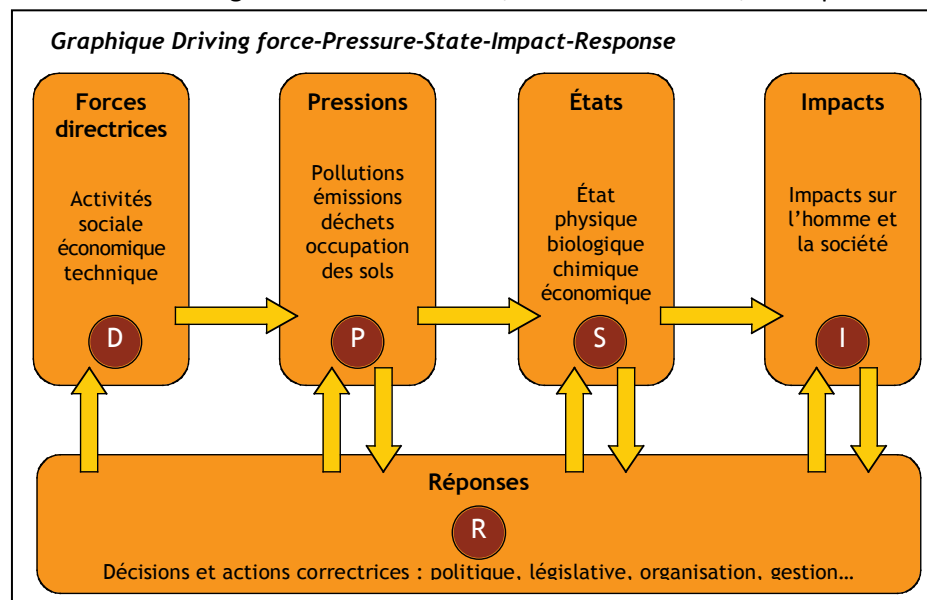 Graphique Driving force-Pressure-State-Impact-Response
Forces
directrices
Activités
sociale
économique
technique
D
Pressions
Pollutions
émissions
déchets
occupation
des sols
P
États
État
physique
biologique
chimique
économique
S
Impacts
Impacts sur
l’homme et
la société
I
Réponses
R
Décisions et actions correctrices : politique, législative, organisation, gestion…